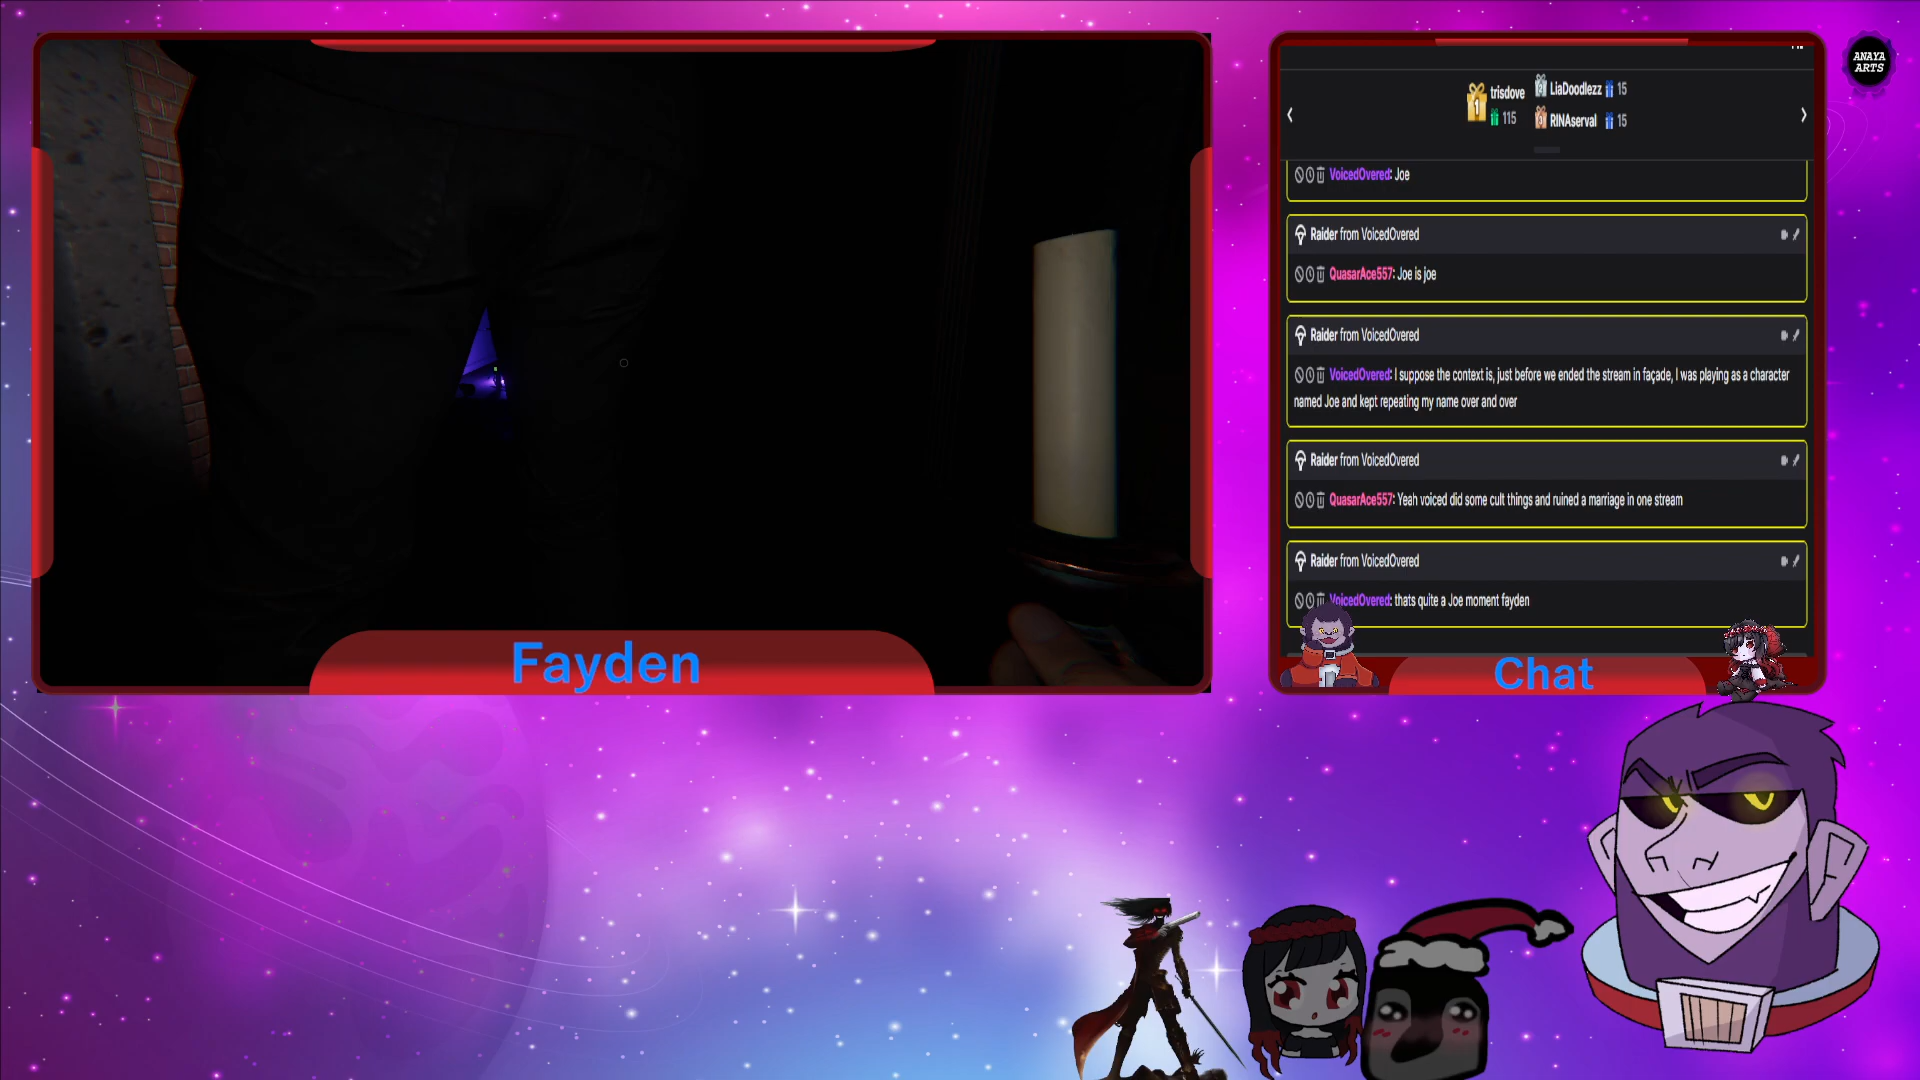 ANAYA
ARTS
1
trisdove
115
LiaDoodlezz 15
RINAserval 15
VoicedOvered: Joe
Raider from VoicedOvered
QuasarAce557: Joe is joe
Raider from VoicedOvered
VoicedOvered: I suppose the context is, just before we ended the stream in façade, I was playing as a character
named Joe and kept repeating my name over and over
Raider from VoicedOvered
QuasarAce557: Yeah voiced did some cult things and ruined a marriage in one stream
Raider from VoicedOvered
VoicedOvered: thats quite a Joe moment fayden
Fayden
Chat